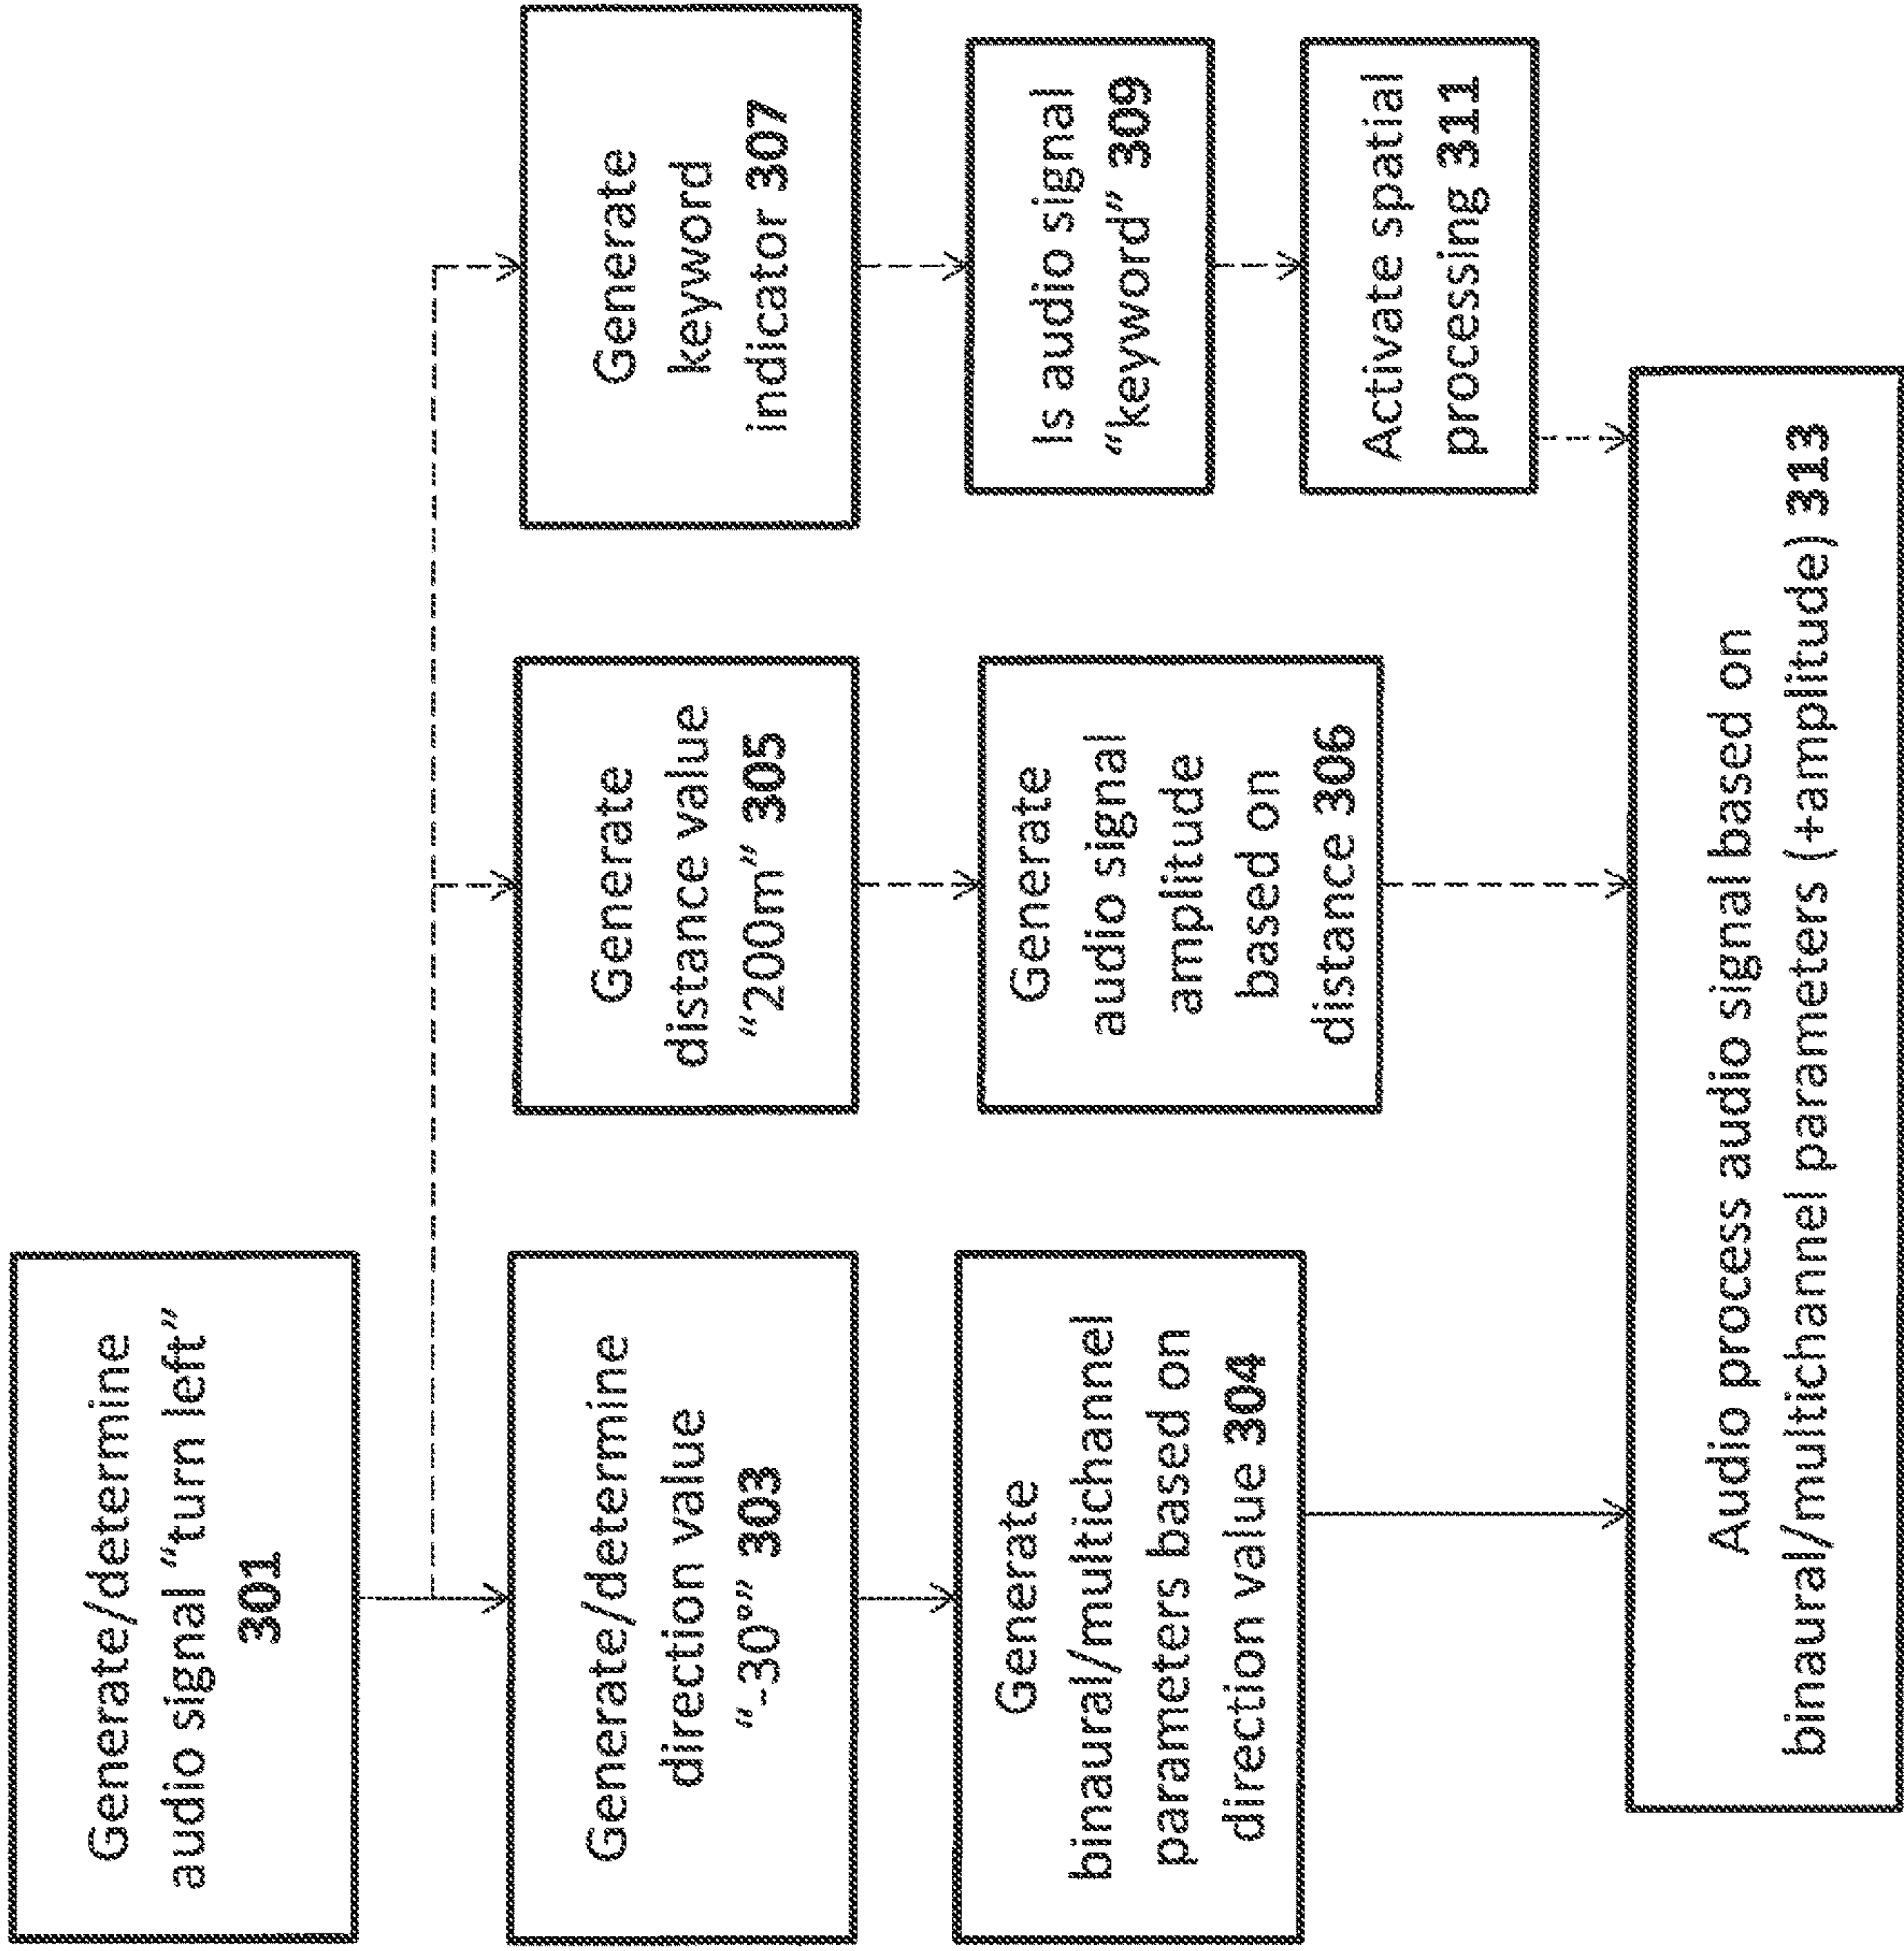 Generate/determine
audio signal “turn left”
301
Generate/determine
direction value
“-30°” 303
Generate
binaural/multichannel
parameters based on
direction value 304
Generate
distance value
“200m” 305
Generate
audio signal
amplitude
based on
distance 306
Generate
keyword
indicator 307
Is audio signal
“keyword” 309
Activate spatial
processing 311
Audio process audio signal based on
binaural/multichannel parameters (+amplitude) 313